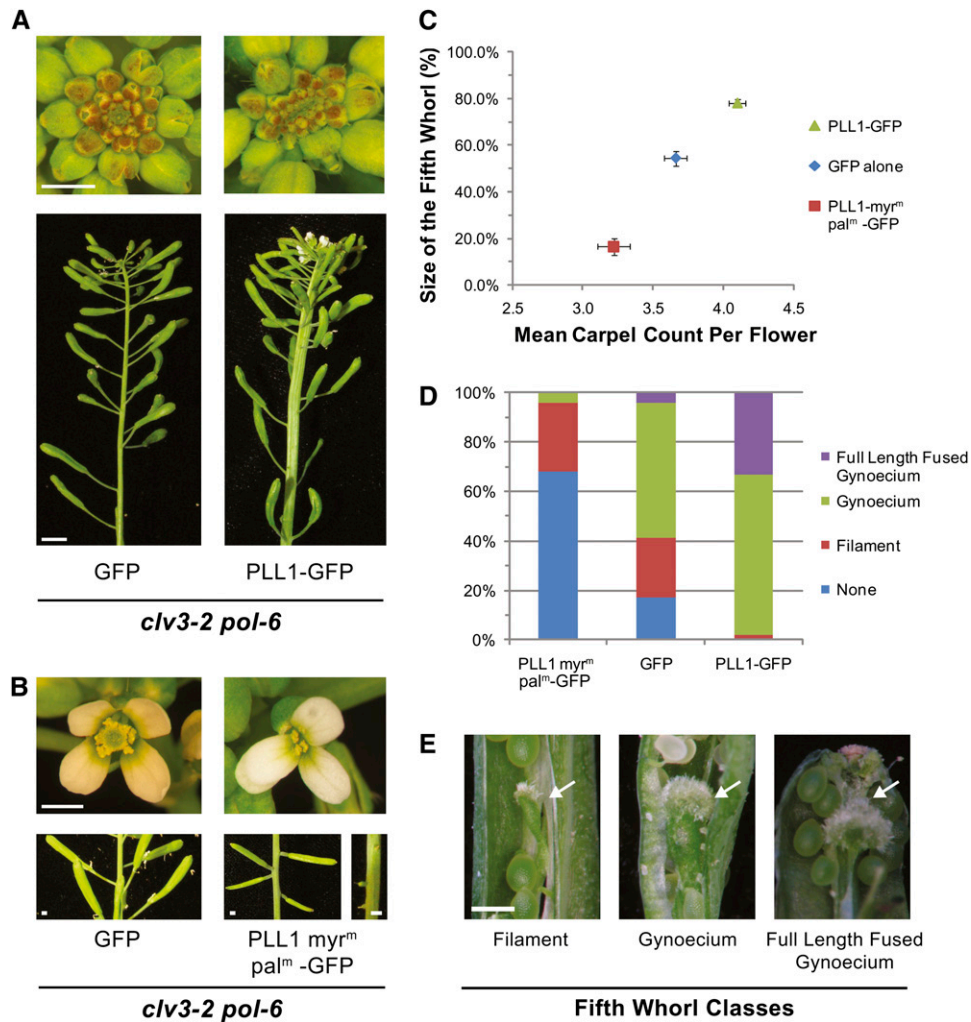 A
GFP
PLL1-GFP
clv3-2 pol-6
B
GFP
PLL1 myrᵐ
palᵐ -GFP
clv3-2 pol-6
C
100.0%
80.0%
60.0%
40.0%
20.0%
0.0%
Size of the Fifth Whorl (%)
2.5
3.0
3.5
4.0
4.5
Mean Carpel Count Per Flower
PLL1-GFP
GFP alone
PLL1-myrᵐ
palᵐ -GFP
D
100%
80%
60%
40%
20%
0%
PLL1 myrᵐ
palᵐ-GFP
GFP
PLL1-GFP
Full Length Fused
Gynoecium
Gynoecium
Filament
None
E
Filament
Gynoecium
Full Length Fused
Gynoecium
Fifth Whorl Classes